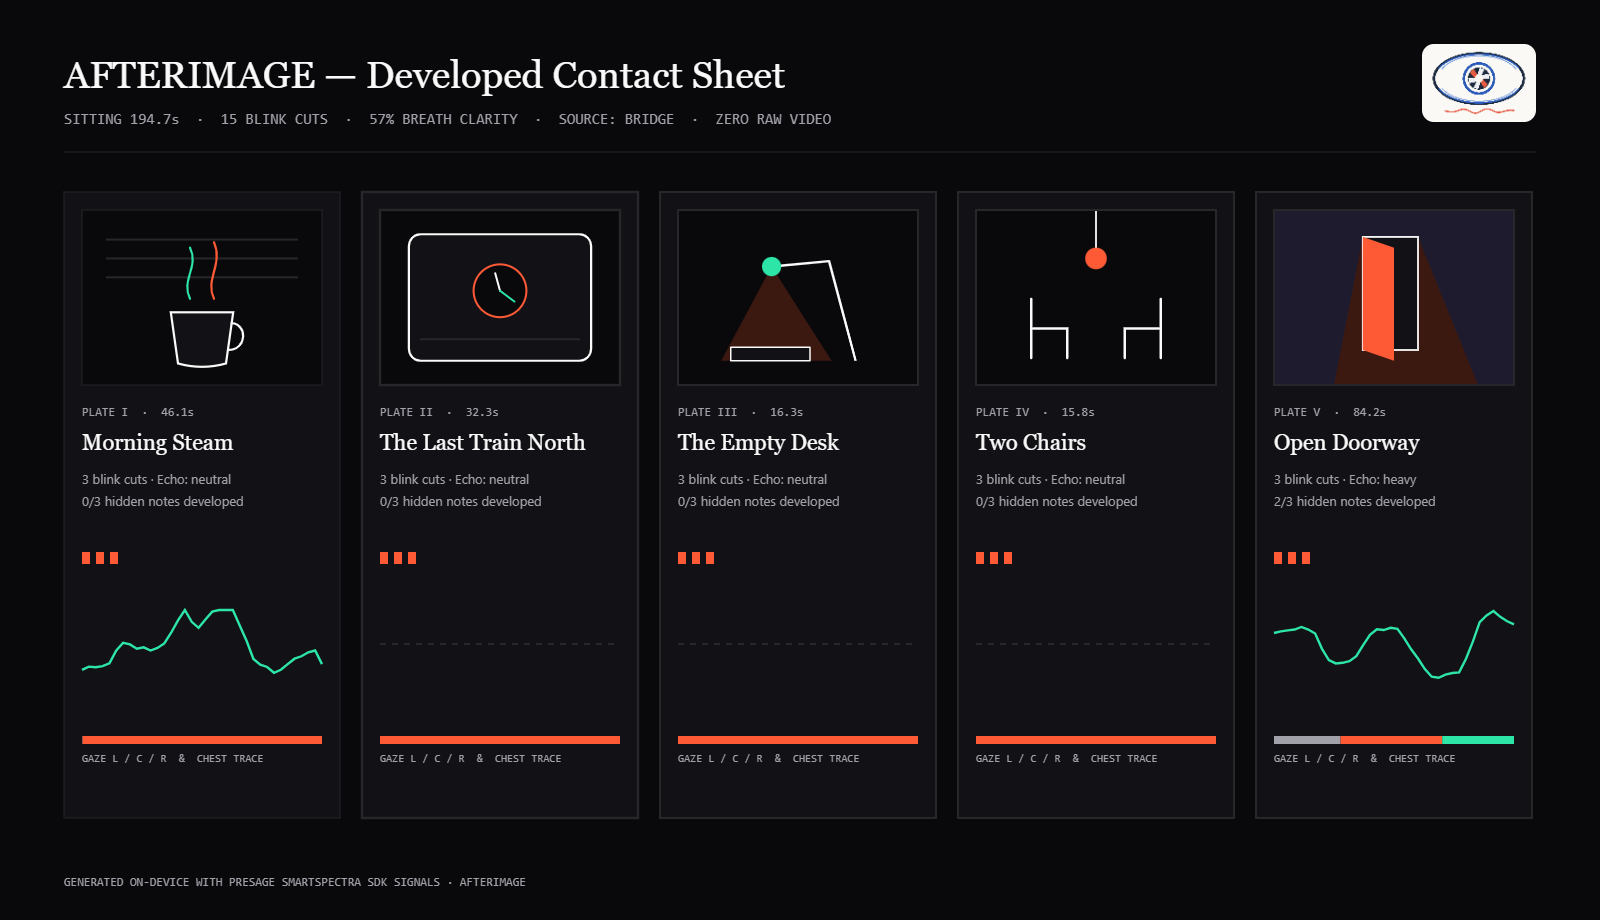 AFTERIMAGE — Developed Contact Sheet
SITTING 194.7s · 15 BLINK CUTS · 57% BREATH CLARITY · SOURCE: BRIDGE · ZERO RAW VIDEO
PLATE I · 46.1s
Morning Steam
3 blink cuts · Echo: neutral
0/3 hidden notes developed
GAZE L / C / R & CHEST TRACE
PLATE II · 32.3s
The Last Train North
3 blink cuts · Echo: neutral
0/3 hidden notes developed
GAZE L / C / R & CHEST TRACE
PLATE III · 16.3s
The Empty Desk
3 blink cuts · Echo: neutral
0/3 hidden notes developed
GAZE L / C / R & CHEST TRACE
PLATE IV · 15.8s
Two Chairs
3 blink cuts · Echo: neutral
0/3 hidden notes developed
GAZE L / C / R & CHEST TRACE
PLATE V · 84.2s
Open Doorway
3 blink cuts · Echo: heavy
2/3 hidden notes developed
GAZE L / C / R & CHEST TRACE
GENERATED ON-DEVICE WITH PRESAGE SMARTSPECTRA SDK SIGNALS · AFTERIMAGE